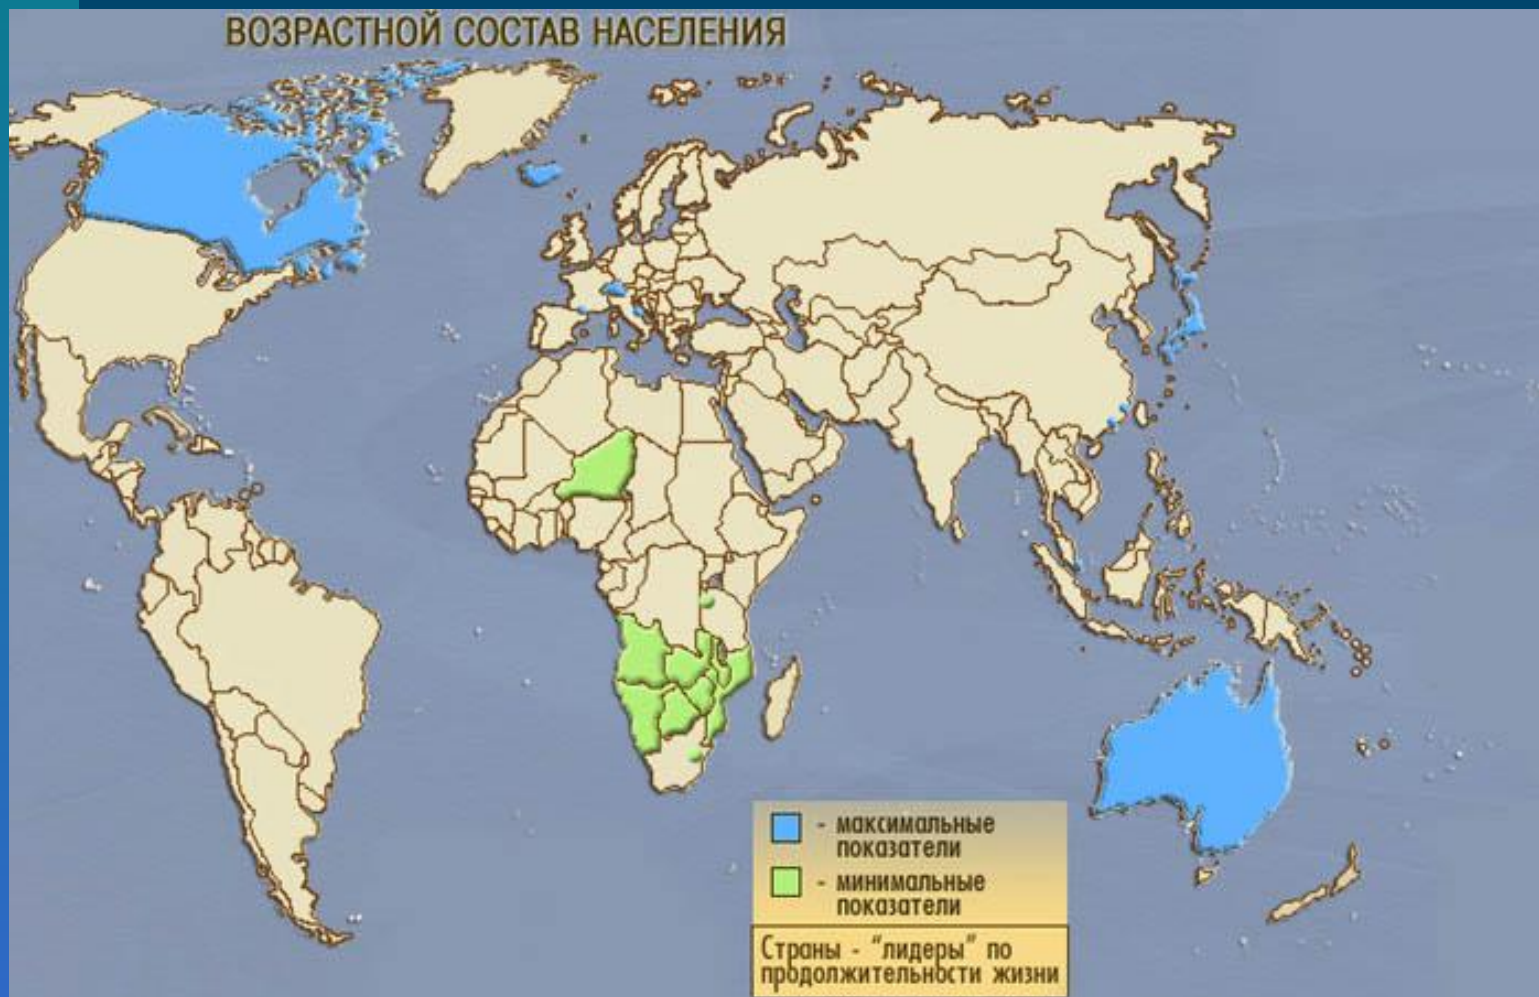 ВОЗРАСТНОЙ СОСТАВ НАСЕЛЕНИЯ
- максимальные
показатели
- минимальные
показатели
Страны - “лидеры” по
продолжительности жизни